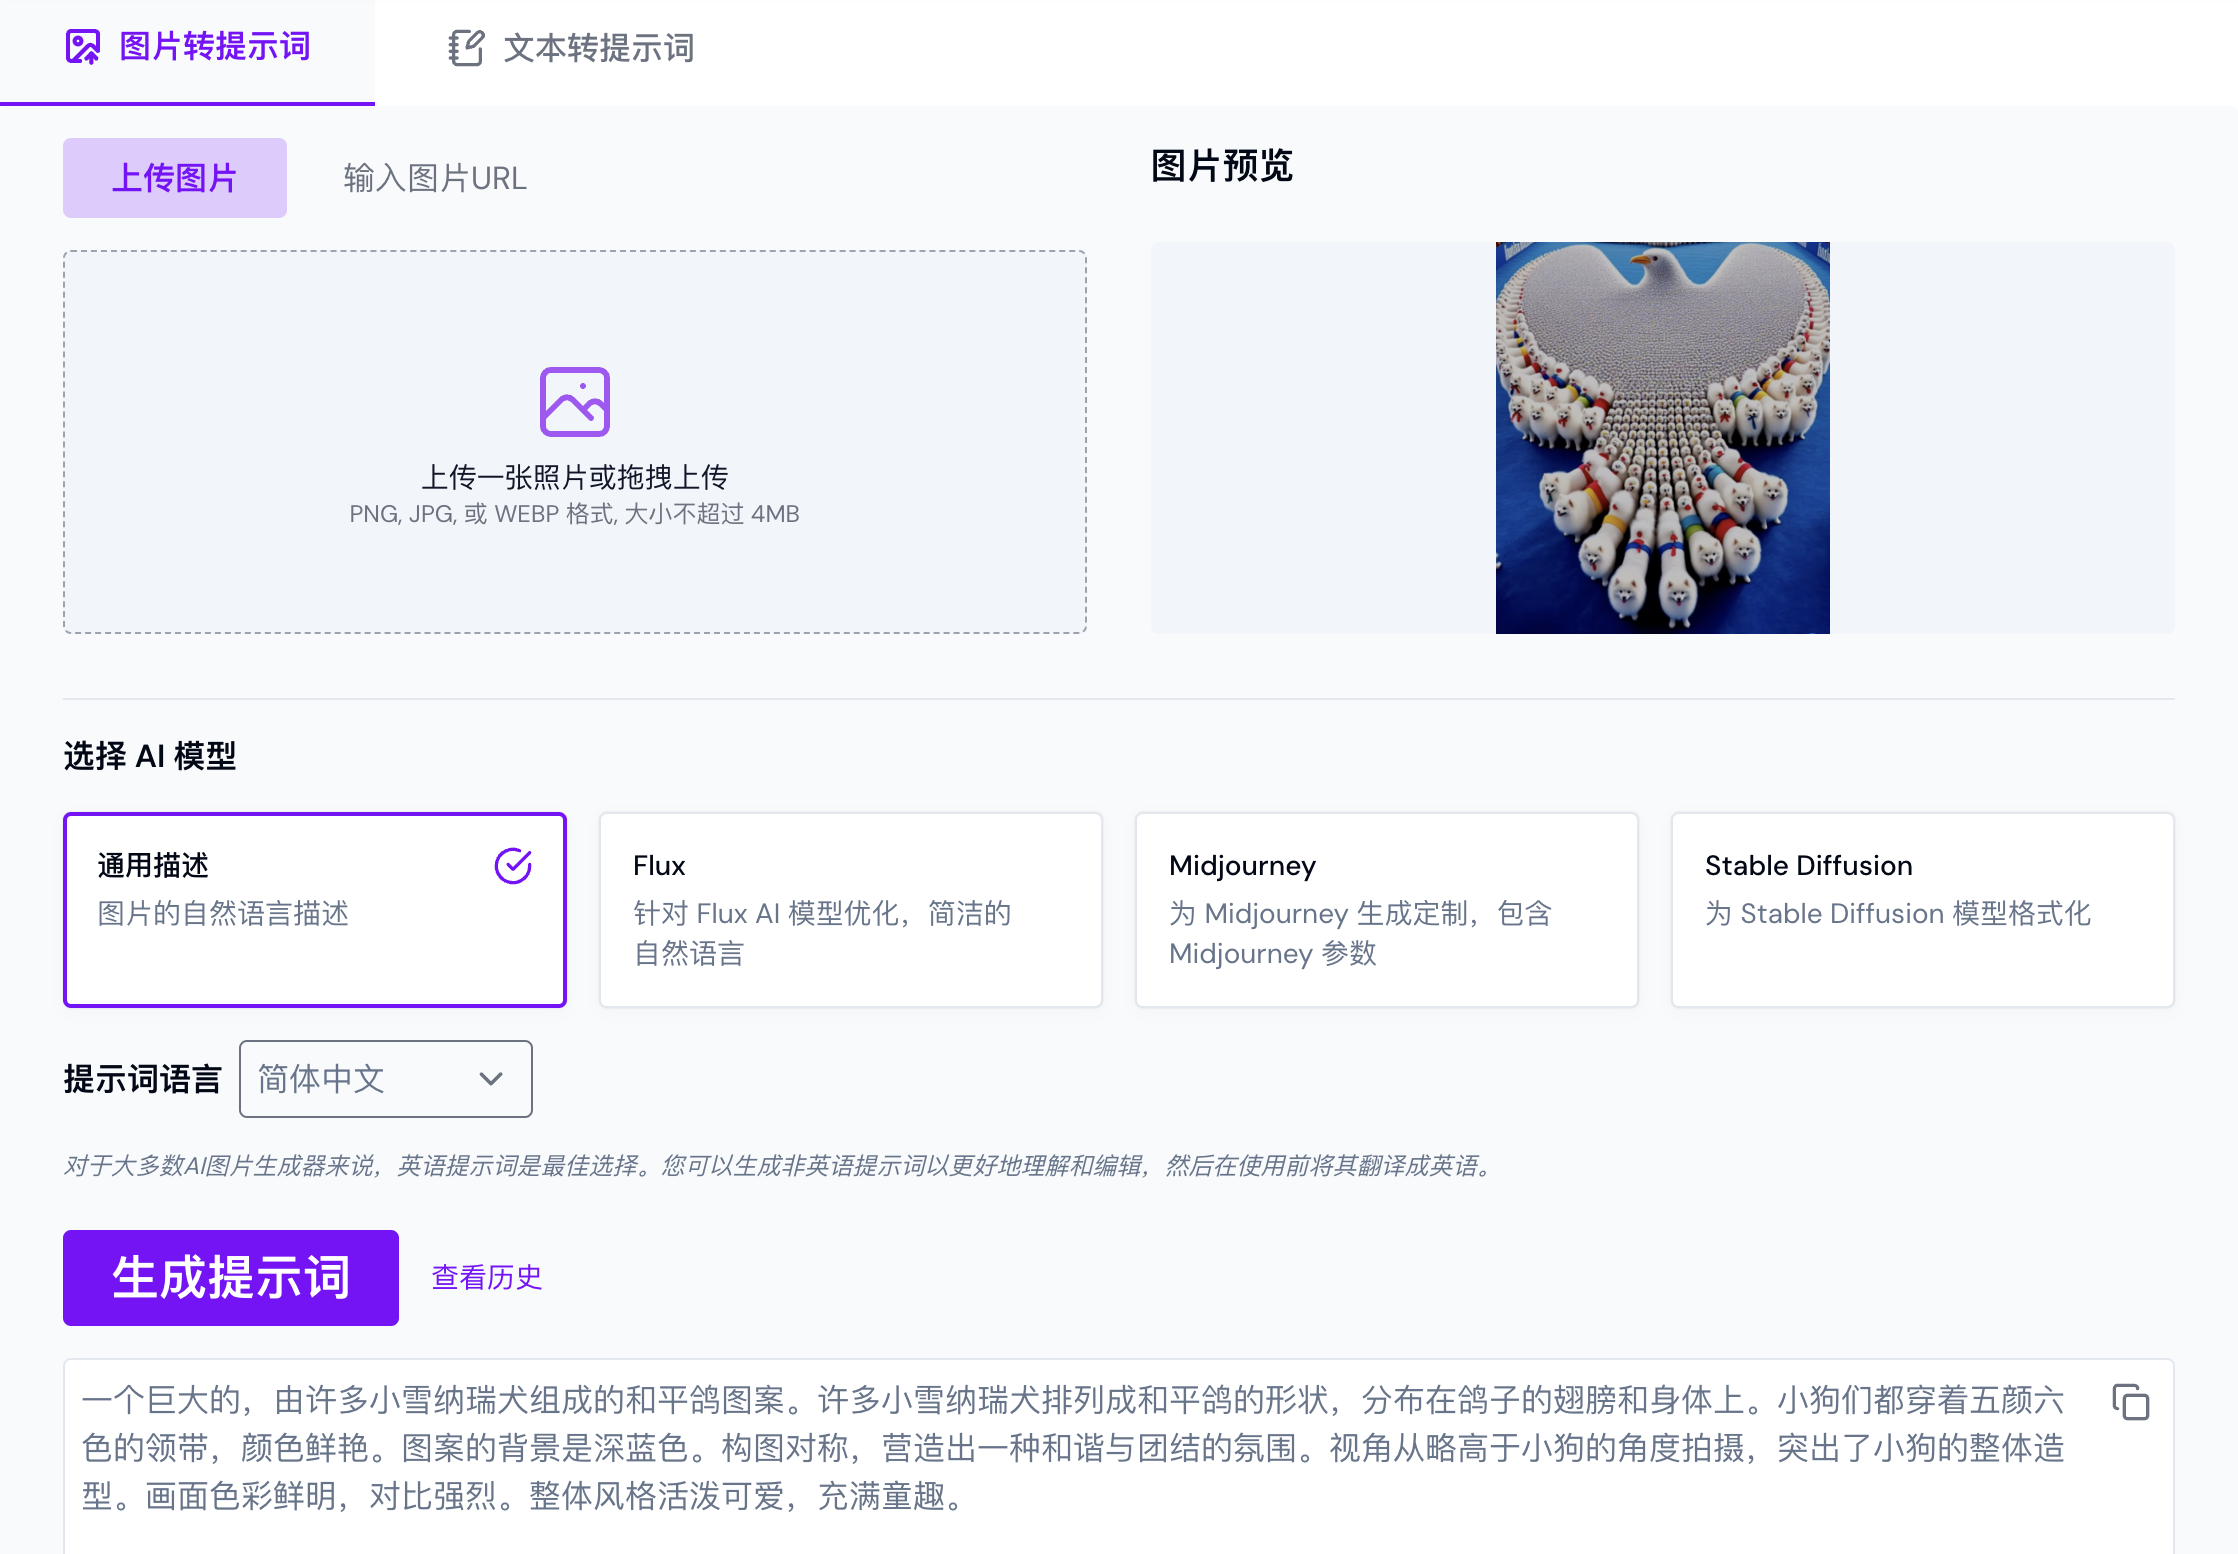 图片转提示词
文本转提示词
上传图片
输入图片URL
图片预览
上传一张照片或拖拽上传
PNG, JPG, 或 WEBP 格式, 大小不超过 4MB
选择 AI 模型
通用描述
图片的自然语言描述
Flux
针对 Flux AI 模型优化，简洁的
自然语言
Midjourney
为 Midjourney 生成定制，包含
Midjourney 参数
Stable Diffusion
为 Stable Diffusion 模型格式化
提示词语言
简体中文
对于大多数AI图片生成器来说，英语提示词是最佳选择。您可以生成非英语提示词以更好地理解和编辑，然后在使用前将其翻译成英语。
生成提示词
查看历史
一个巨大的，由许多小雪纳瑞犬组成的和平鸽图案。许多小雪纳瑞犬排列成和平鸽的形状，分布在鸽子的翅膀和身体上。小狗们都穿着五颜六
色的领带，颜色鲜艳。图案的背景是深蓝色。构图对称，营造出一种和谐与团结的氛围。视角从略高于小狗的角度拍摄，突出了小狗的整体造
型。画面色彩鲜明，对比强烈。整体风格活泼可爱，充满童趣。